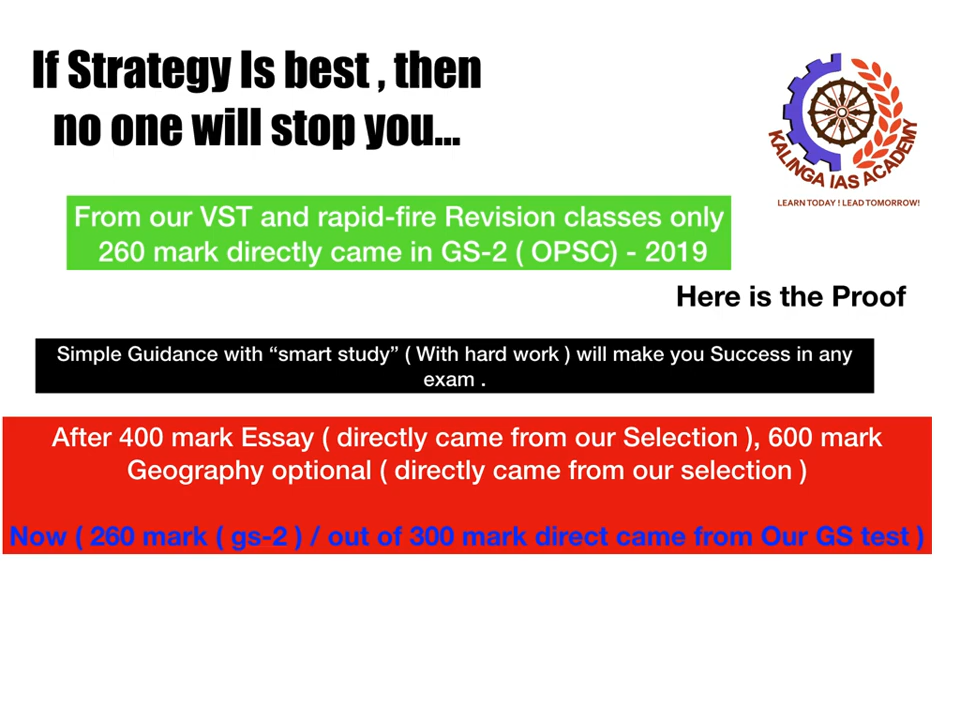 If Strategy Is best , then
no one will stop you...
KALINGA IAS ACADEMY
LEARN TODAY ! LEAD TOMORROW!
From our VST and rapid-fire Revision classes only
260 mark directly came in GS-2 ( OPSC) - 2019
Here is the Proof
Simple Guidance with “smart study” ( With hard work ) will make you Success in any
exam .
After 400 mark Essay ( directly came from our Selection ), 600 mark
Geography optional ( directly came from our selection )
Now ( 260 mark ( gs-2 ) / out of 300 mark direct came from Our GS test )